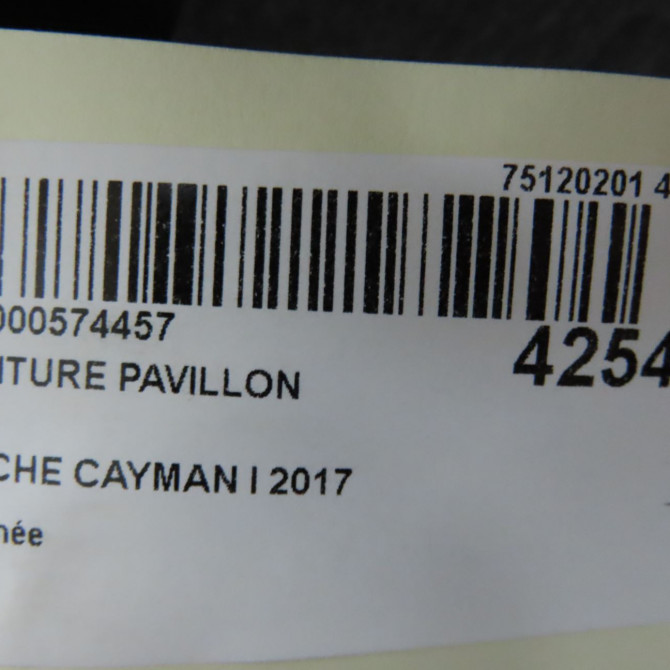 75120201 4
000574457
4254
ITURE PAVILLON
CHE CAYMAN I 2017
née